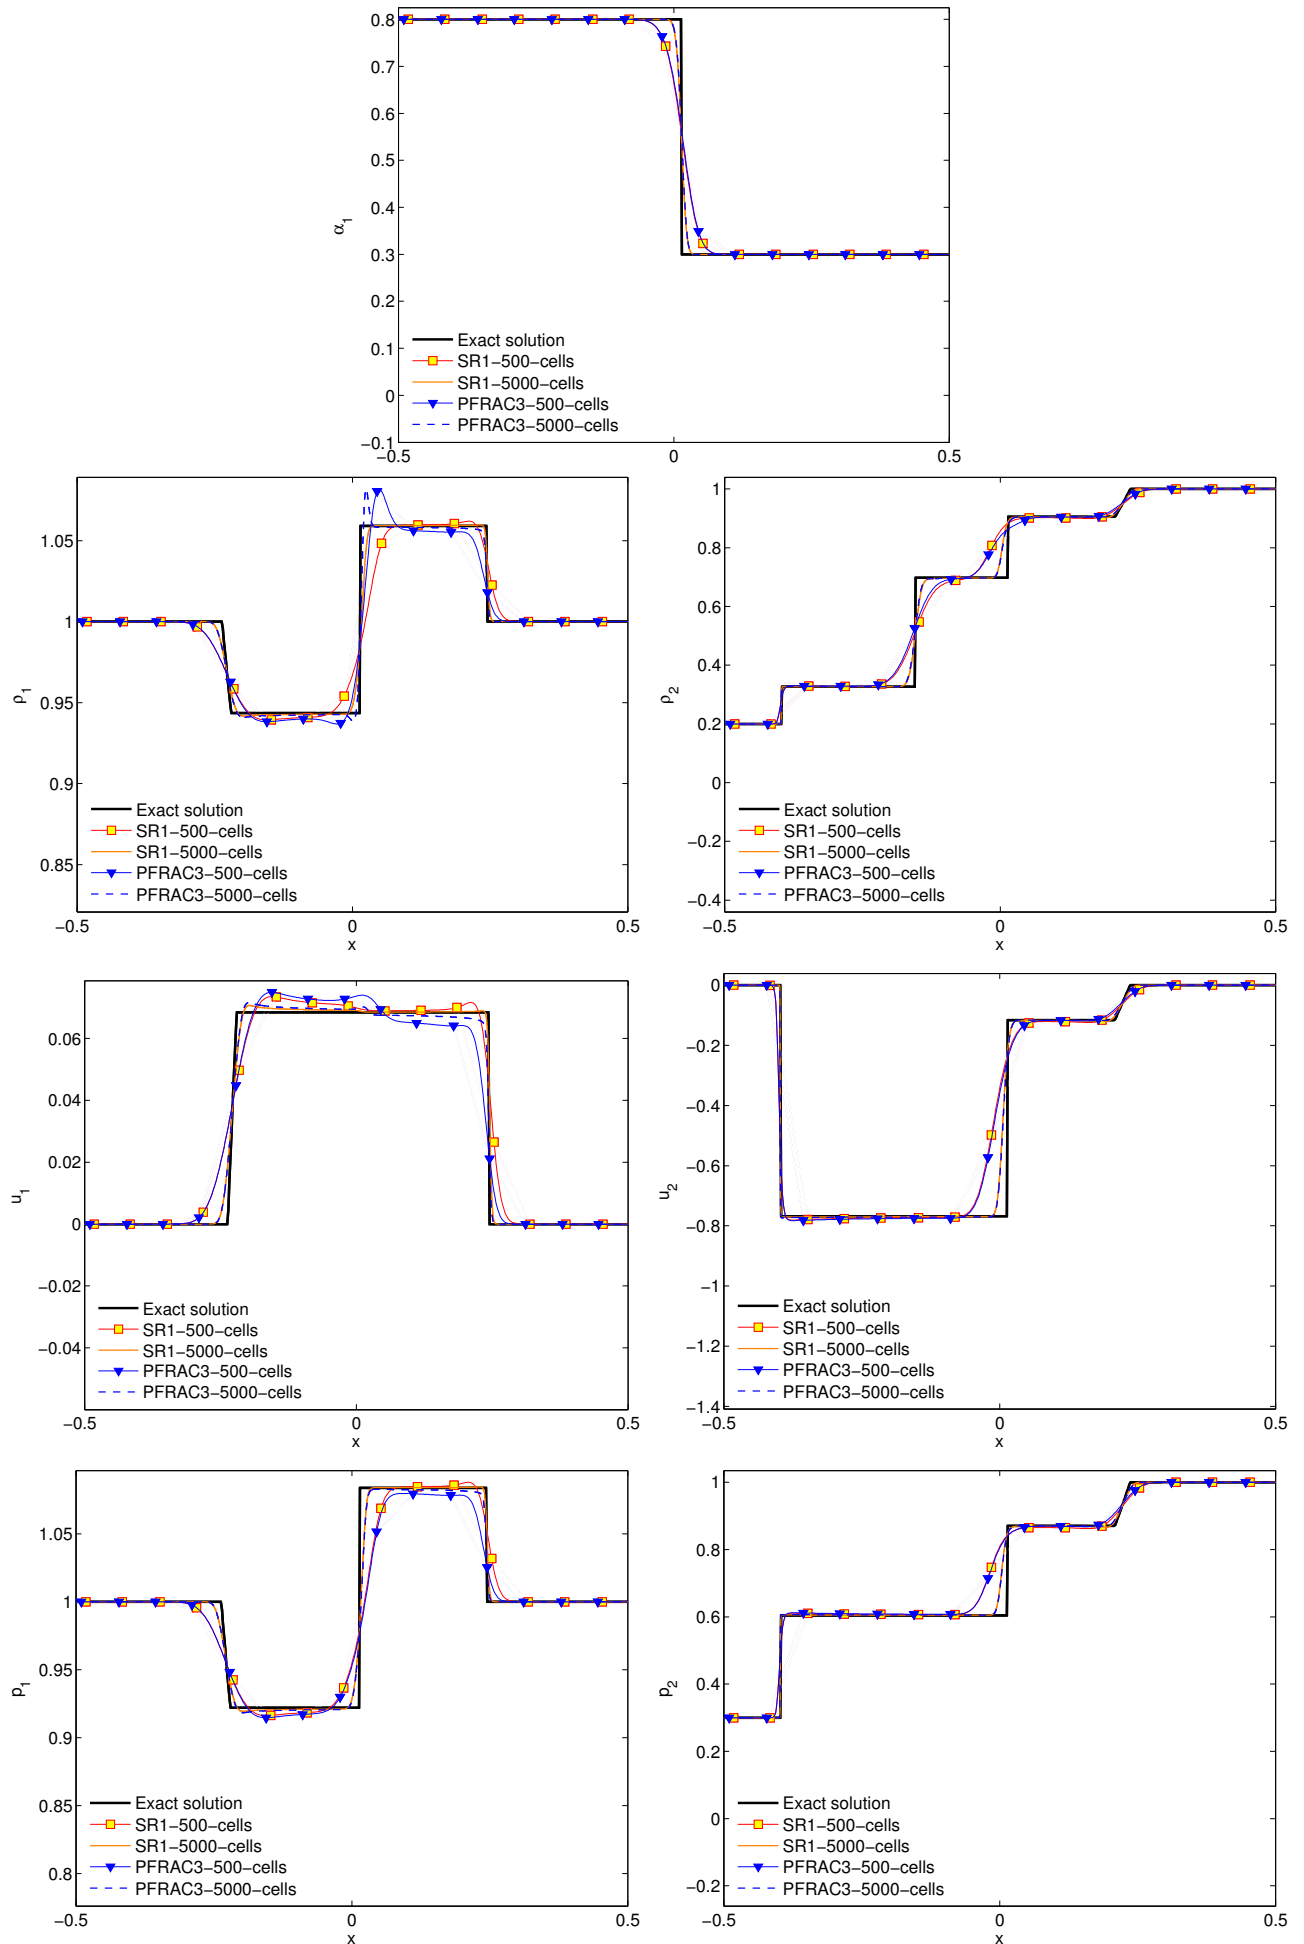 0.8
0.7
0.6
0.5
0.4
0.3
0.2
0.1
0
−0.1
α1
Exact solution
SR1−500−cells
SR1−5000−cells
PFRAC3−500−cells
PFRAC3−5000−cells
−0.5 0 0.5
1.05
1
0.95
0.9
0.85
ρ1
Exact solution
SR1−500−cells
SR1−5000−cells
PFRAC3−500−cells
PFRAC3−5000−cells
−0.5 0 0.5
x
1
0.8
0.6
0.4
0.2
0
−0.2
−0.4
ρ2
Exact solution
SR1−500−cells
SR1−5000−cells
PFRAC3−500−cells
PFRAC3−5000−cells
−0.5 0 0.5
x
0.06
0.04
0.02
0
−0.02
−0.04
u1
Exact solution
SR1−500−cells
SR1−5000−cells
PFRAC3−500−cells
PFRAC3−5000−cells
−0.5 0 0.5
x
0
−0.2
−0.4
−0.6
−0.8
−1
−1.2
−1.4
u2
Exact solution
SR1−500−cells
SR1−5000−cells
PFRAC3−500−cells
PFRAC3−5000−cells
−0.5 0 0.5
x
1.05
1
0.95
0.9
0.85
0.8
p1
Exact solution
SR1−500−cells
SR1−5000−cells
PFRAC3−500−cells
PFRAC3−5000−cells
−0.5 0 0.5
x
1
0.8
0.6
0.4
0.2
0
−0.2
p2
Exact solution
SR1−500−cells
SR1−5000−cells
PFRAC3−500−cells
PFRAC3−5000−cells
−0.5 0 0.5
x